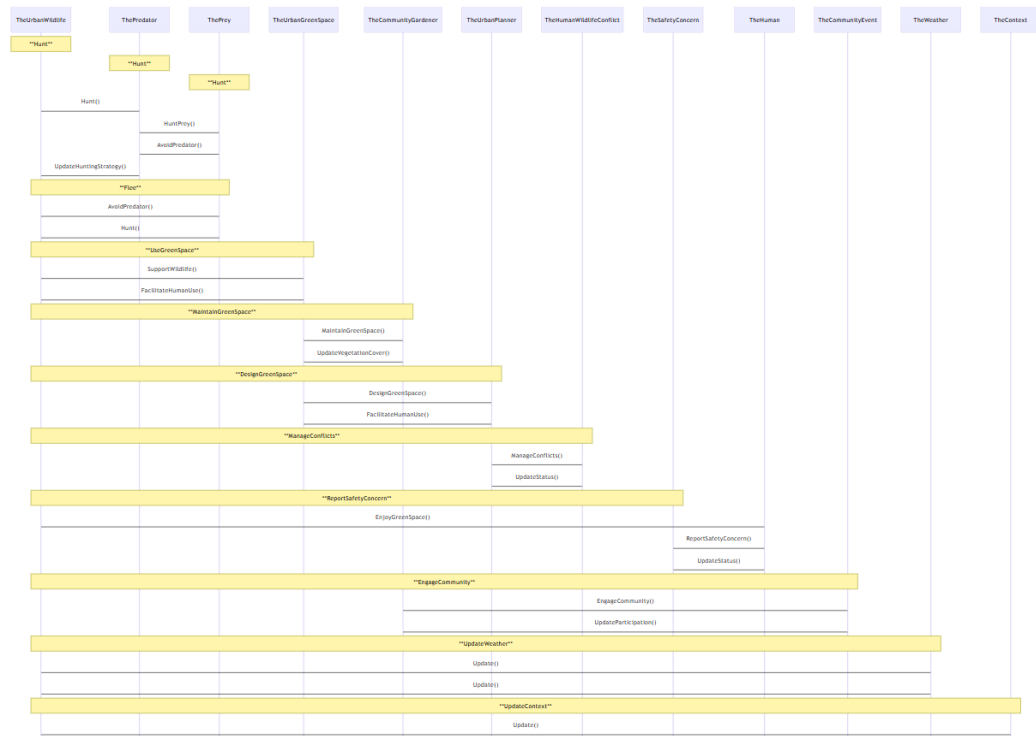 TheUrbanWildlife ThePredator ThePrey TheUrbanGreenSpace TheCommunityGardener TheUrbanPlanner TheHumanWildlifeConflict TheSafetyConcern TheHuman TheCommunityEvent TheWeather TheContext
**Hunt**
**Hunt**
**Hunt**
Hunt()
HuntPrey()
AvoidPredator()
UpdateHuntingStrategy()
**Flee**
AvoidPredator()
Hunt()
**UseGreenSpace**
SupportWildlife()
FacilitateHumanUse()
**MaintainGreenSpace**
MaintainGreenSpace()
UpdateVegetationCover()
**DesignGreenSpace**
DesignGreenSpace()
FacilitateHumanUse()
**ManageConflicts**
ManageConflicts()
UpdateStatus()
**ReportSafetyConcern**
EnjoyGreenSpace()
ReportSafetyConcern()
UpdateStatus()
**EngageCommunity**
EngageCommunity()
UpdateParticipation()
**UpdateWeather**
Update()
Update()
**UpdateContext**
Update()